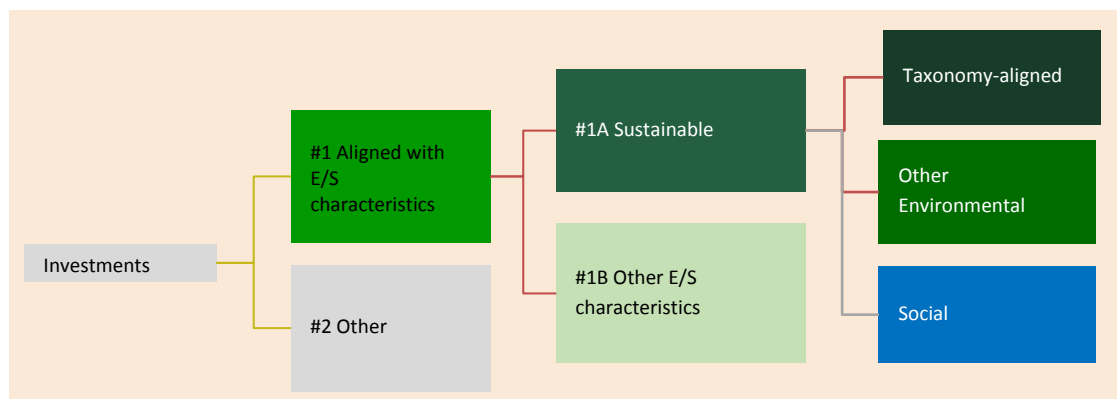 Investments
#1 Aligned with
E/S
characteristics
#2 Other
#1A Sustainable
#1B Other E/S
characteristics
Taxonomy-aligned
Other
Environmental
Social